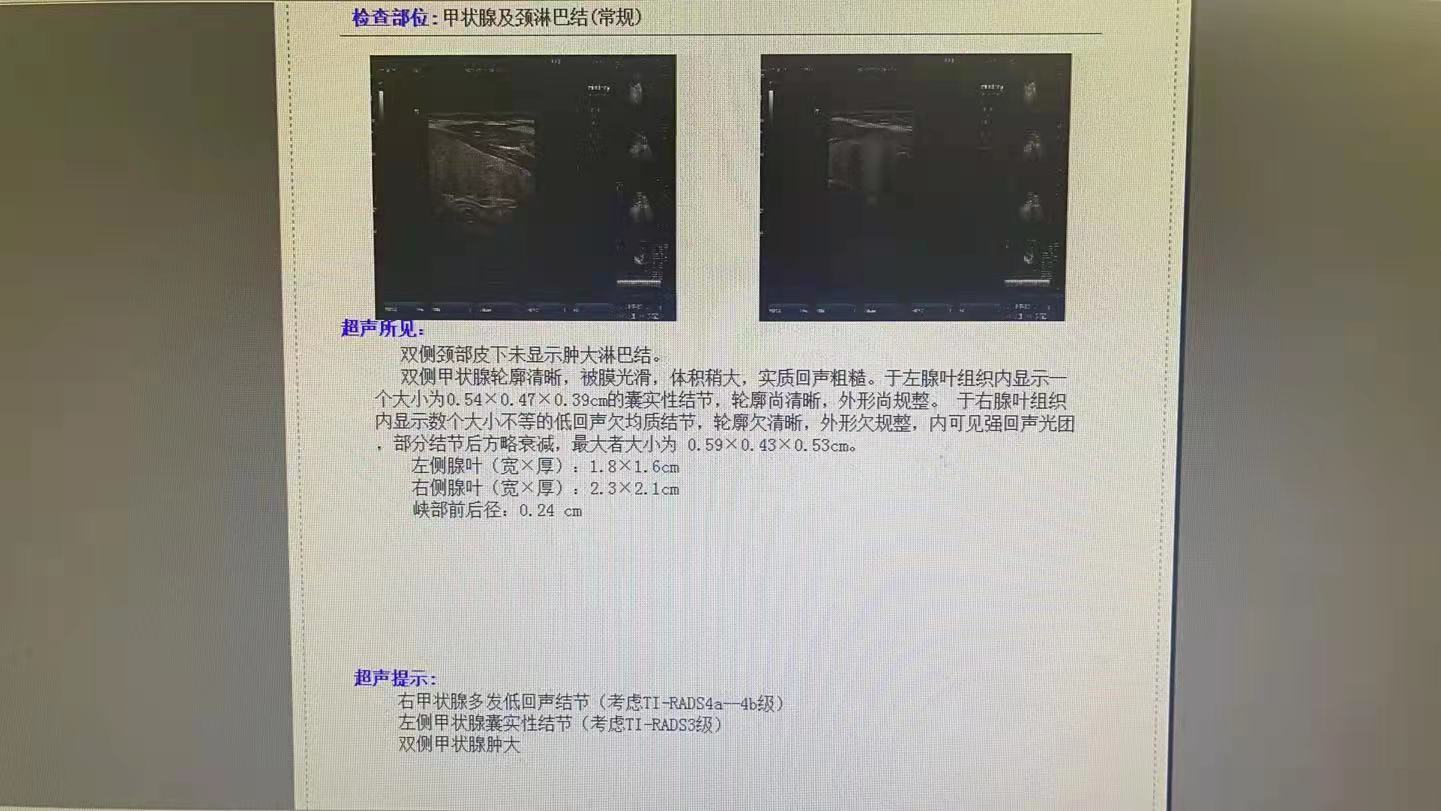 检查部位:甲状腺及颈淋巴结(常规)
超声所见:
双侧颈部皮下未显示肿大淋巴结。
双侧甲状腺轮廓清晰，被膜光滑，体积稍大，实质回声粗糙。于左腺叶组织内显示一
个大小为0.54×0.47×0.39cm的囊实性结节，轮廓尚清晰，外形尚规整。 于右腺叶组织
内显示数个大小不等的低回声欠均质结节，轮廓欠清晰，外形欠规整，内可见强回声光团
，部分结节后方略衰减，最大者大小为 0.59×0.43×0.53cm。
左侧腺叶（宽×厚）：1.8×1.6cm
右侧腺叶（宽×厚）：2.3×2.1cm
峡部前后径：0.24 cm
超声提示:
右甲状腺多发低回声结节（考虑TI-RADS4a--4b级）
左侧甲状腺囊实性结节（考虑TI-RADS3级）
双侧甲状腺肿大